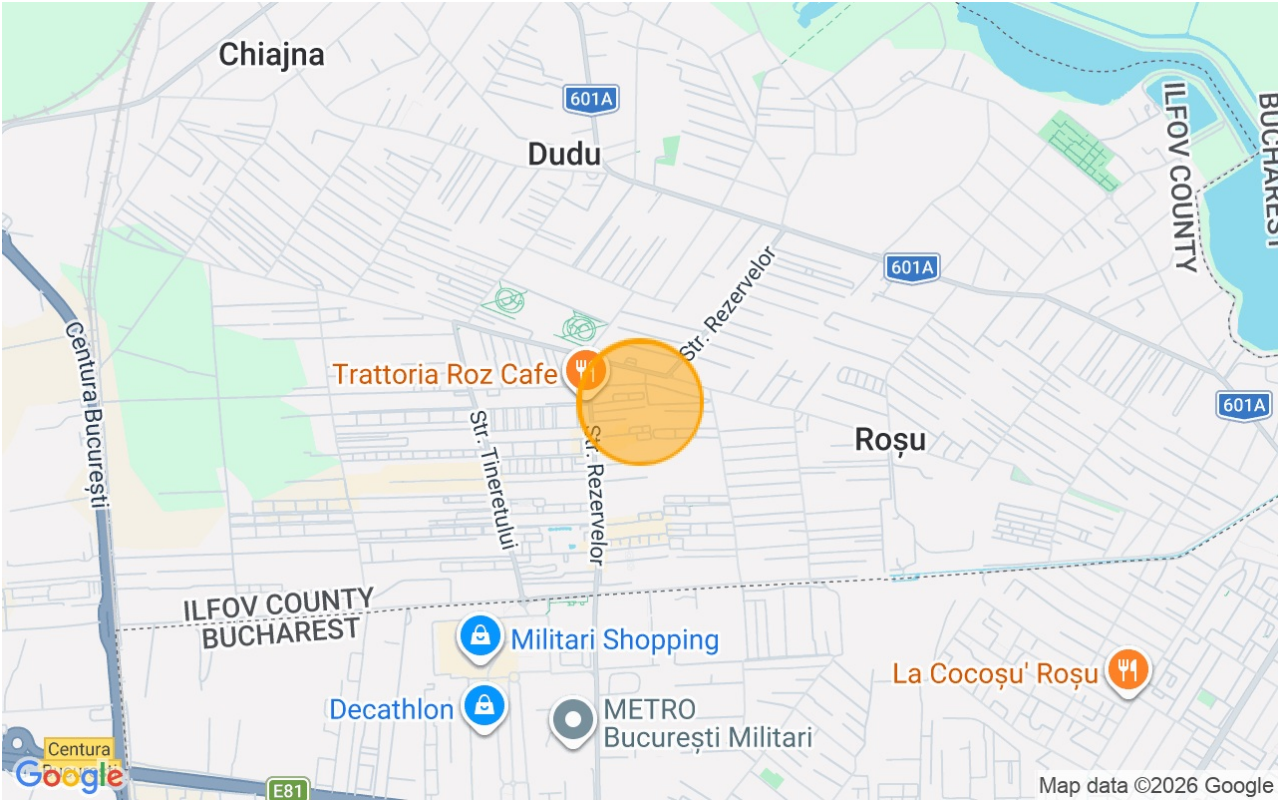 Chiajna
601A
Dudu
ILFOV COUNTY
BUCHAREST
601A
Str. Rezervelor
Centura București
Trattoria Roz Cafe
601A
Roșu
Str. Tineretului
Str. Rezervelor
ILFOV COUNTY
BUCHAREST
Militari Shopping
La Cocoșu' Roșu
Decathlon
METRO
București Militari
Centura
București
Google
E81
Map data ©2026 Google